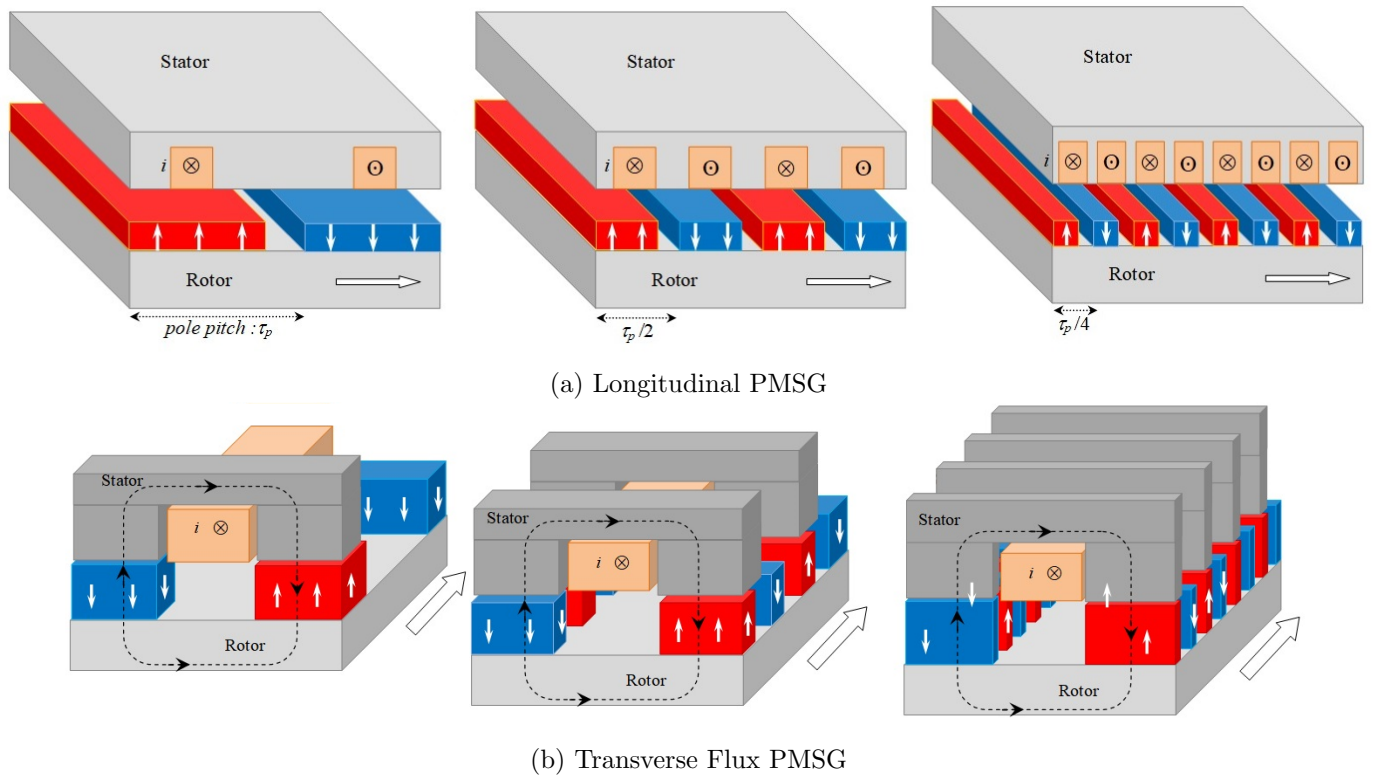 Stator
Stator
Stator
i ⊗ ⊙
i ⊗ ⊙ ⊗ ⊙
i ⊗ ⊙ ⊗ ⊙ ⊗ ⊙ ⊗ ⊙
Rotor
Rotor
Rotor
pole pitch : τp
τp /2
τp /4
(a) Longitudinal PMSG
Stator
Stator
Stator
i ⊗
i ⊗
i ⊗
Rotor
Rotor
Rotor
(b) Transverse Flux PMSG